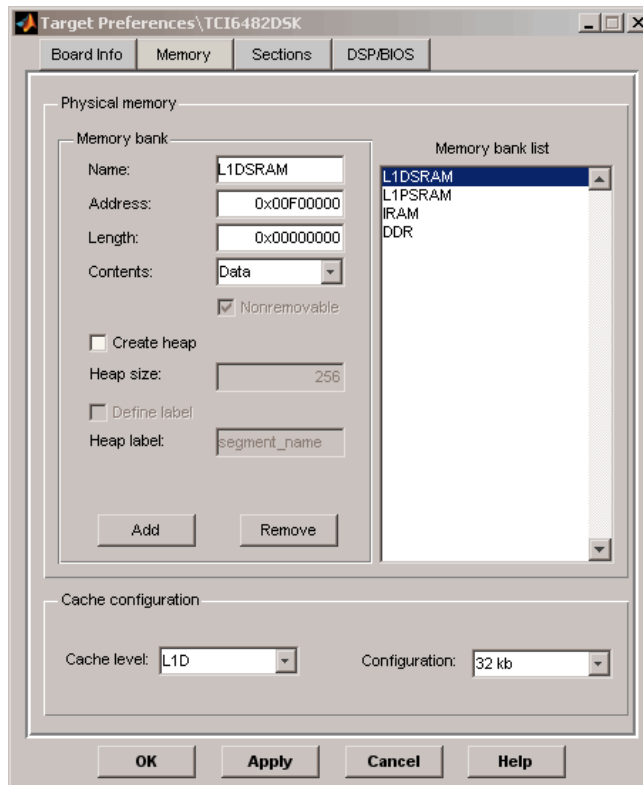 Target Preferences\TCI6482DSK
Board Info Memory Sections DSP/BIOS
Physical memory
Memory bank
Name: L1DSRAM
Address: 0x00F00000
Length: 0x00000000
Contents: Data
Nonremovable
Create heap
Heap size: 256
Define label
Heap label: segment_name
Add Remove
Memory bank list
L1DSRAM
L1PSRAM
IRAM
DDR
Cache configuration
Cache level: L1D Configuration: 32 kb
OK Apply Cancel Help